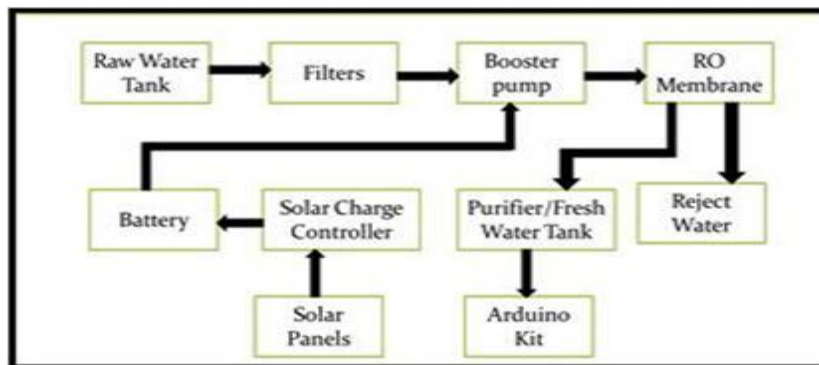 Raw Water
Tank
Filters
Booster
pump
RO
Membrane
Battery
Solar Charge
Controller
Purifier/Fresh
Water Tank
Reject
Water
Solar
Panels
Arduino
Kit